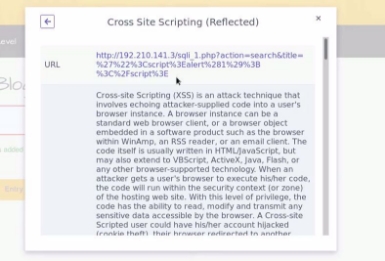 Cross Site Scripting (Reflected)
×
evel
Blo
URL
http://192.210.141.3/sqli_1.php?action=search&title=
%27%22%3Cscript%3Ealert%281%29%3B
%3C%2Fscript%3E
Cross-site Scripting (XSS) is an attack technique that
involves echoing attacker-supplied code into a user's
browser instance. A browser instance can be a
standard web browser client, or a browser object
embedded in a software product such as the browser
within WinAmp, an RSS reader, or an email client. The
code itself is usually written in HTML/JavaScript, but
may also extend to VBScript, ActiveX, Java, Flash, or
any other browser-supported technology. When an
attacker gets a user's browser to execute his/her code,
the code will run within the security context (or zone)
of the hosting web site. With this level of privilege, the
code has the ability to read, modify and transmit any
sensitive data accessible by the browser. A Cross-site
Scripted user could have his/her account hijacked
(cookie theft), their browser redirected to another